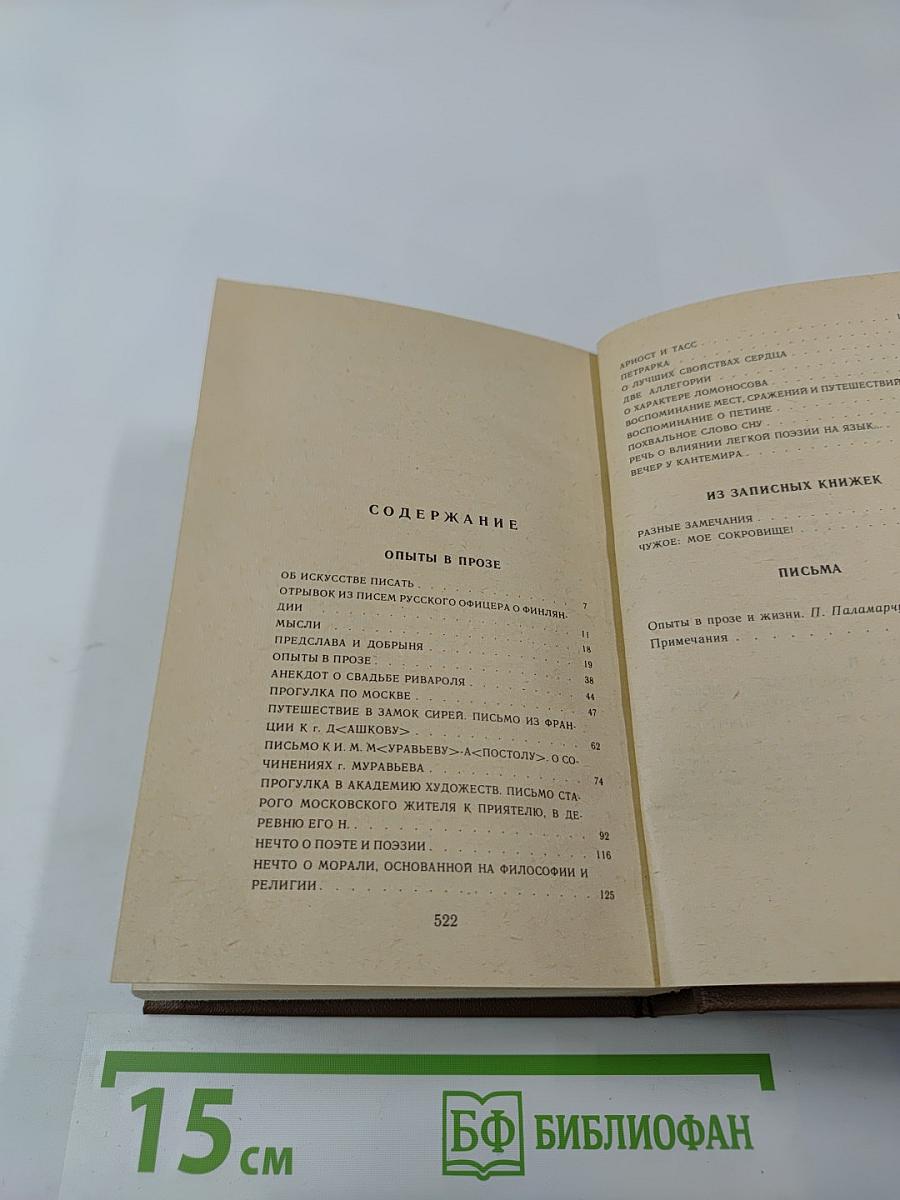 СОДЕРЖАНИЕ
ОПЫТЫ В ПРОЗЕ
ОБ ИСКУССТВЕ ПИСАТЬ . . . . . . . . . . . 7
ОТРЫВОК ИЗ ПИСЕМ РУССКОГО ОФИЦЕРА О ФИНЛЯН-
ДИИ . . . . . . . . . . . . . . . . . . . 11
МЫСЛИ . . . . . . . . . . . . . . . . . . 18
ПРЕДСЛАВА И ДОБРЫНЯ . . . . . . . . . . . 19
ОПЫТЫ В ПРОЗЕ . . . . . . . . . . . . . . 38
АНЕКДОТ О СВАДЬБЕ РИВАРОЛЯ . . . . . . . . 44
ПРОГУЛКА ПО МОСКВЕ . . . . . . . . . . . . 47
ПУТЕШЕСТВИЕ В ЗАМОК СИРЕЙ. ПИСЬМО ИЗ ФРАН-
ЦИИ К г. Д<АШКОВУ> . . . . . . . . . . . . 62
ПИСЬМО К И. М. М<УРАВЬЕВУ>-А<ПОСТОЛУ>. О СО-
ЧИНЕНИЯХ г. МУРАВЬЕВА . . . . . . . . . . 74
ПРОГУЛКА В АКАДЕМИЮ ХУДОЖЕСТВ. ПИСЬМО СТА-
РОГО МОСКОВСКОГО ЖИТЕЛЯ К ПРИЯТЕЛЮ, В ДЕ-
РЕВНЮ ЕГО Н. . . . . . . . . . . . . . . . 92
НЕЧТО О ПОЭТЕ И ПОЭЗИИ . . . . . . . . . . 116
НЕЧТО О МОРАЛИ, ОСНОВАННОЙ НА ФИЛОСОФИИ И
РЕЛИГИИ . . . . . . . . . . . . . . . . . 125
522
АРИОСТ И ТАСС . . . . . . . . . .
ПЕТРАРКА . . . . . . . . . .
О ЛУЧШИХ СВОЙСТВАХ СЕРДЦА . . . . . .
ДВЕ АЛЛЕГОРИИ . . . . . . . . .
О ХАРАКТЕРЕ ЛОМОНОСОВА . . . . . .
ВОСПОМИНАНИЕ МЕСТ, СРАЖЕНИЙ И ПУТЕШЕСТВИЙ
ВОСПОМИНАНИЕ О ПЕТИНЕ . . . . . .
ПОХВАЛЬНОЕ СЛОВО СНУ . . . . . . .
РЕЧЬ О ВЛИЯНИИ ЛЕГКОЙ ПОЭЗИИ НА ЯЗЫК... .
ВЕЧЕР У КАНТЕМИРА . . . . . . . .
ИЗ ЗАПИСНЫХ КНИЖЕК
РАЗНЫЕ ЗАМЕЧАНИЯ . . . . . . . .
ЧУЖОЕ: МОЕ СОКРОВИЩЕ! . . . . . .
ПИСЬМА
Опыты в прозе и жизни. П.
Примечания . . . . . . . . .
15 см
БФ БИБЛИОФАН